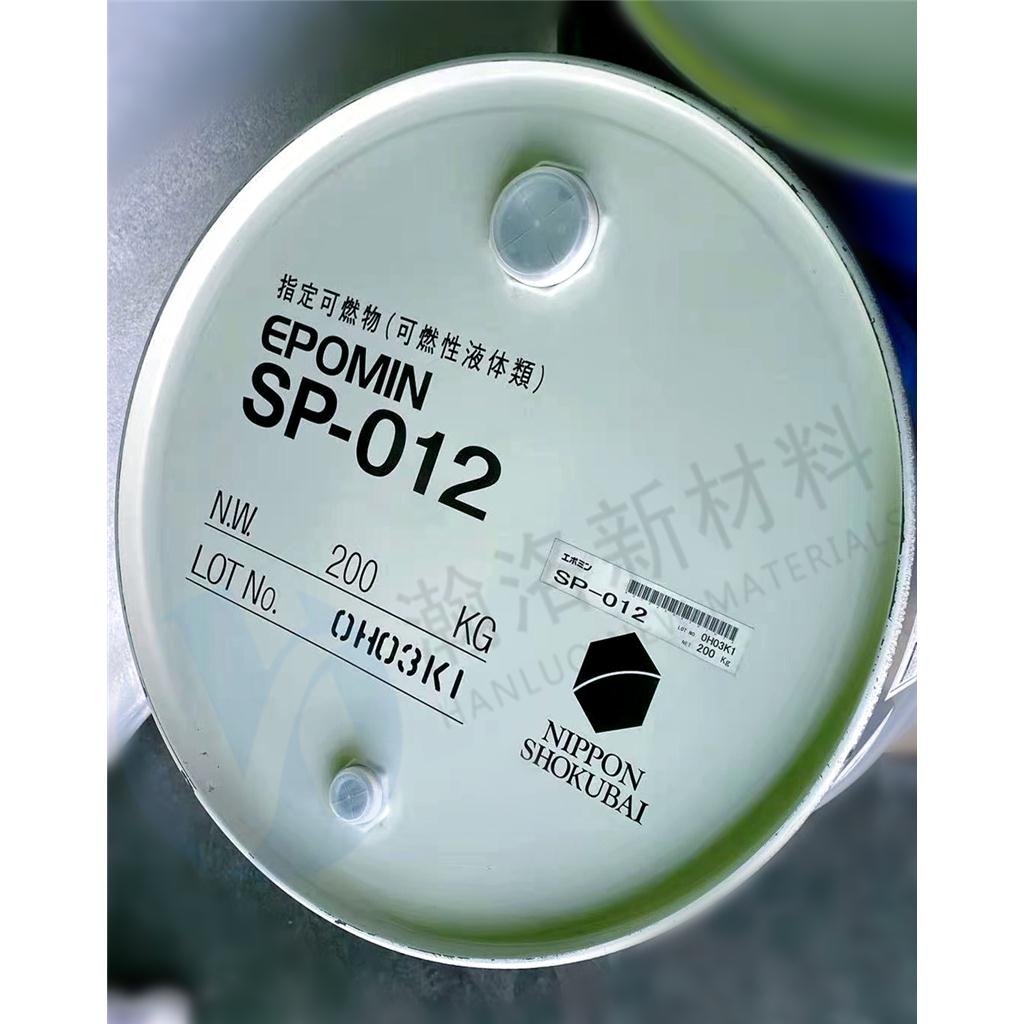 指定可燃物(可燃性液体類)
EPOMIN
SP-012
N.W. 200 KG
LOT No. 0H03K1
エポミン
SP-012
LOT NO 0H03K1
NET 200 Kg
NIPPON
SHOKUBAI
瀚洛新材料